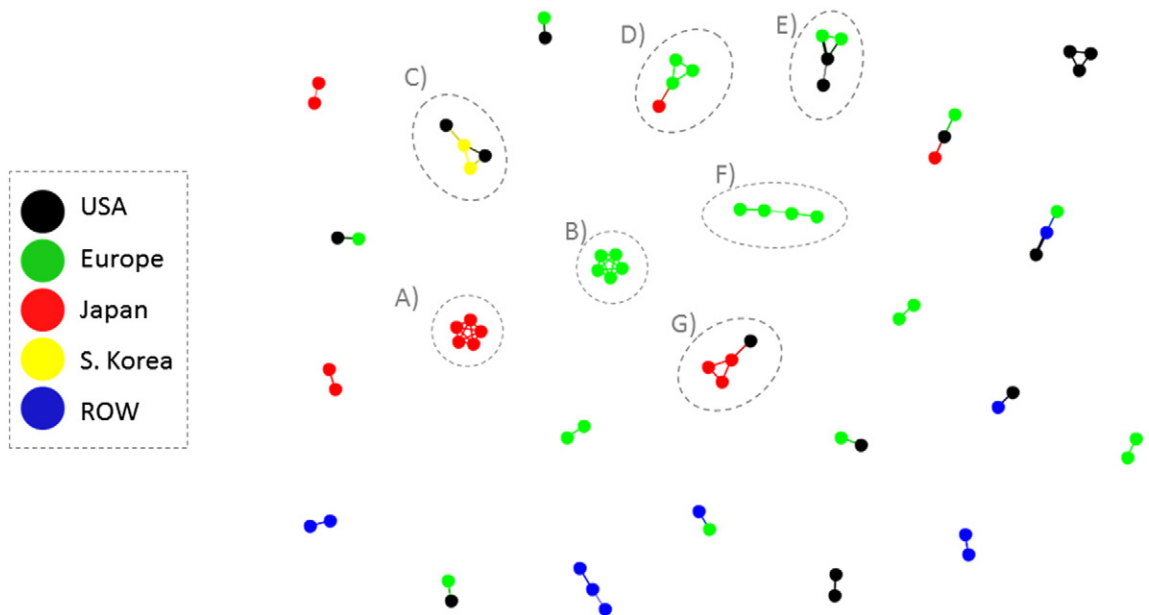 E)
D)
C)
F)
USA
B)
Europe
A)
Japan
G)
S. Korea
ROW